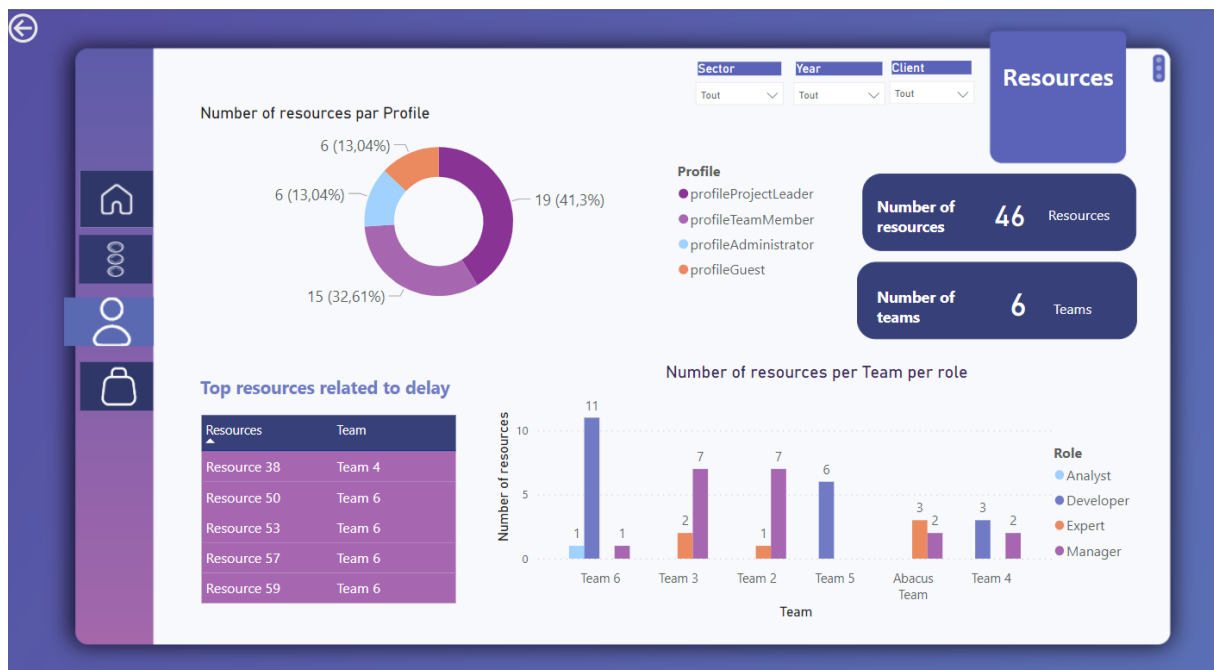 Sector Year Client
Tout Tout Tout
Resources
Number of resources par Profile
6 (13,04%)
6 (13,04%)
19 (41,3%)
15 (32,61%)
Profile
profileProjectLeader
profileTeamMember
profileAdministrator
profileGuest
Number of
resources
46 Resources
Number of
teams
6 Teams
Top resources related to delay
Resources Team
Resource 38 Team 4
Resource 50 Team 6
Resource 53 Team 6
Resource 57 Team 6
Resource 59 Team 6
Number of resources per Team per role
Number of resources
10
5
0
1 11 1
2 7
1 7
6
3 2
3 2
Team 6 Team 3 Team 2 Team 5 Abacus Team 4
Team
Team
Role
Analyst
Developer
Expert
Manager